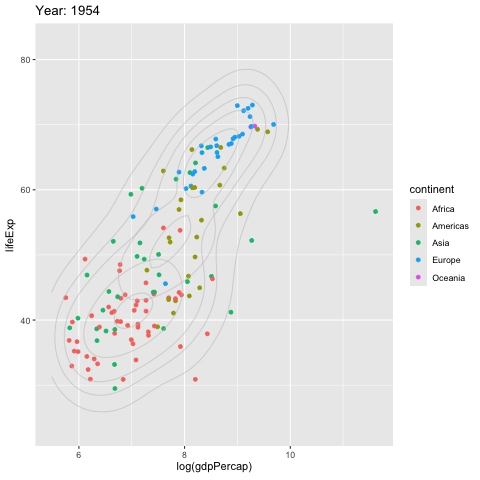 Year: 1954
80
60
40
lifeExp
6
8
10
log(gdpPercap)
continent
Africa
Americas
Asia
Europe
Oceania